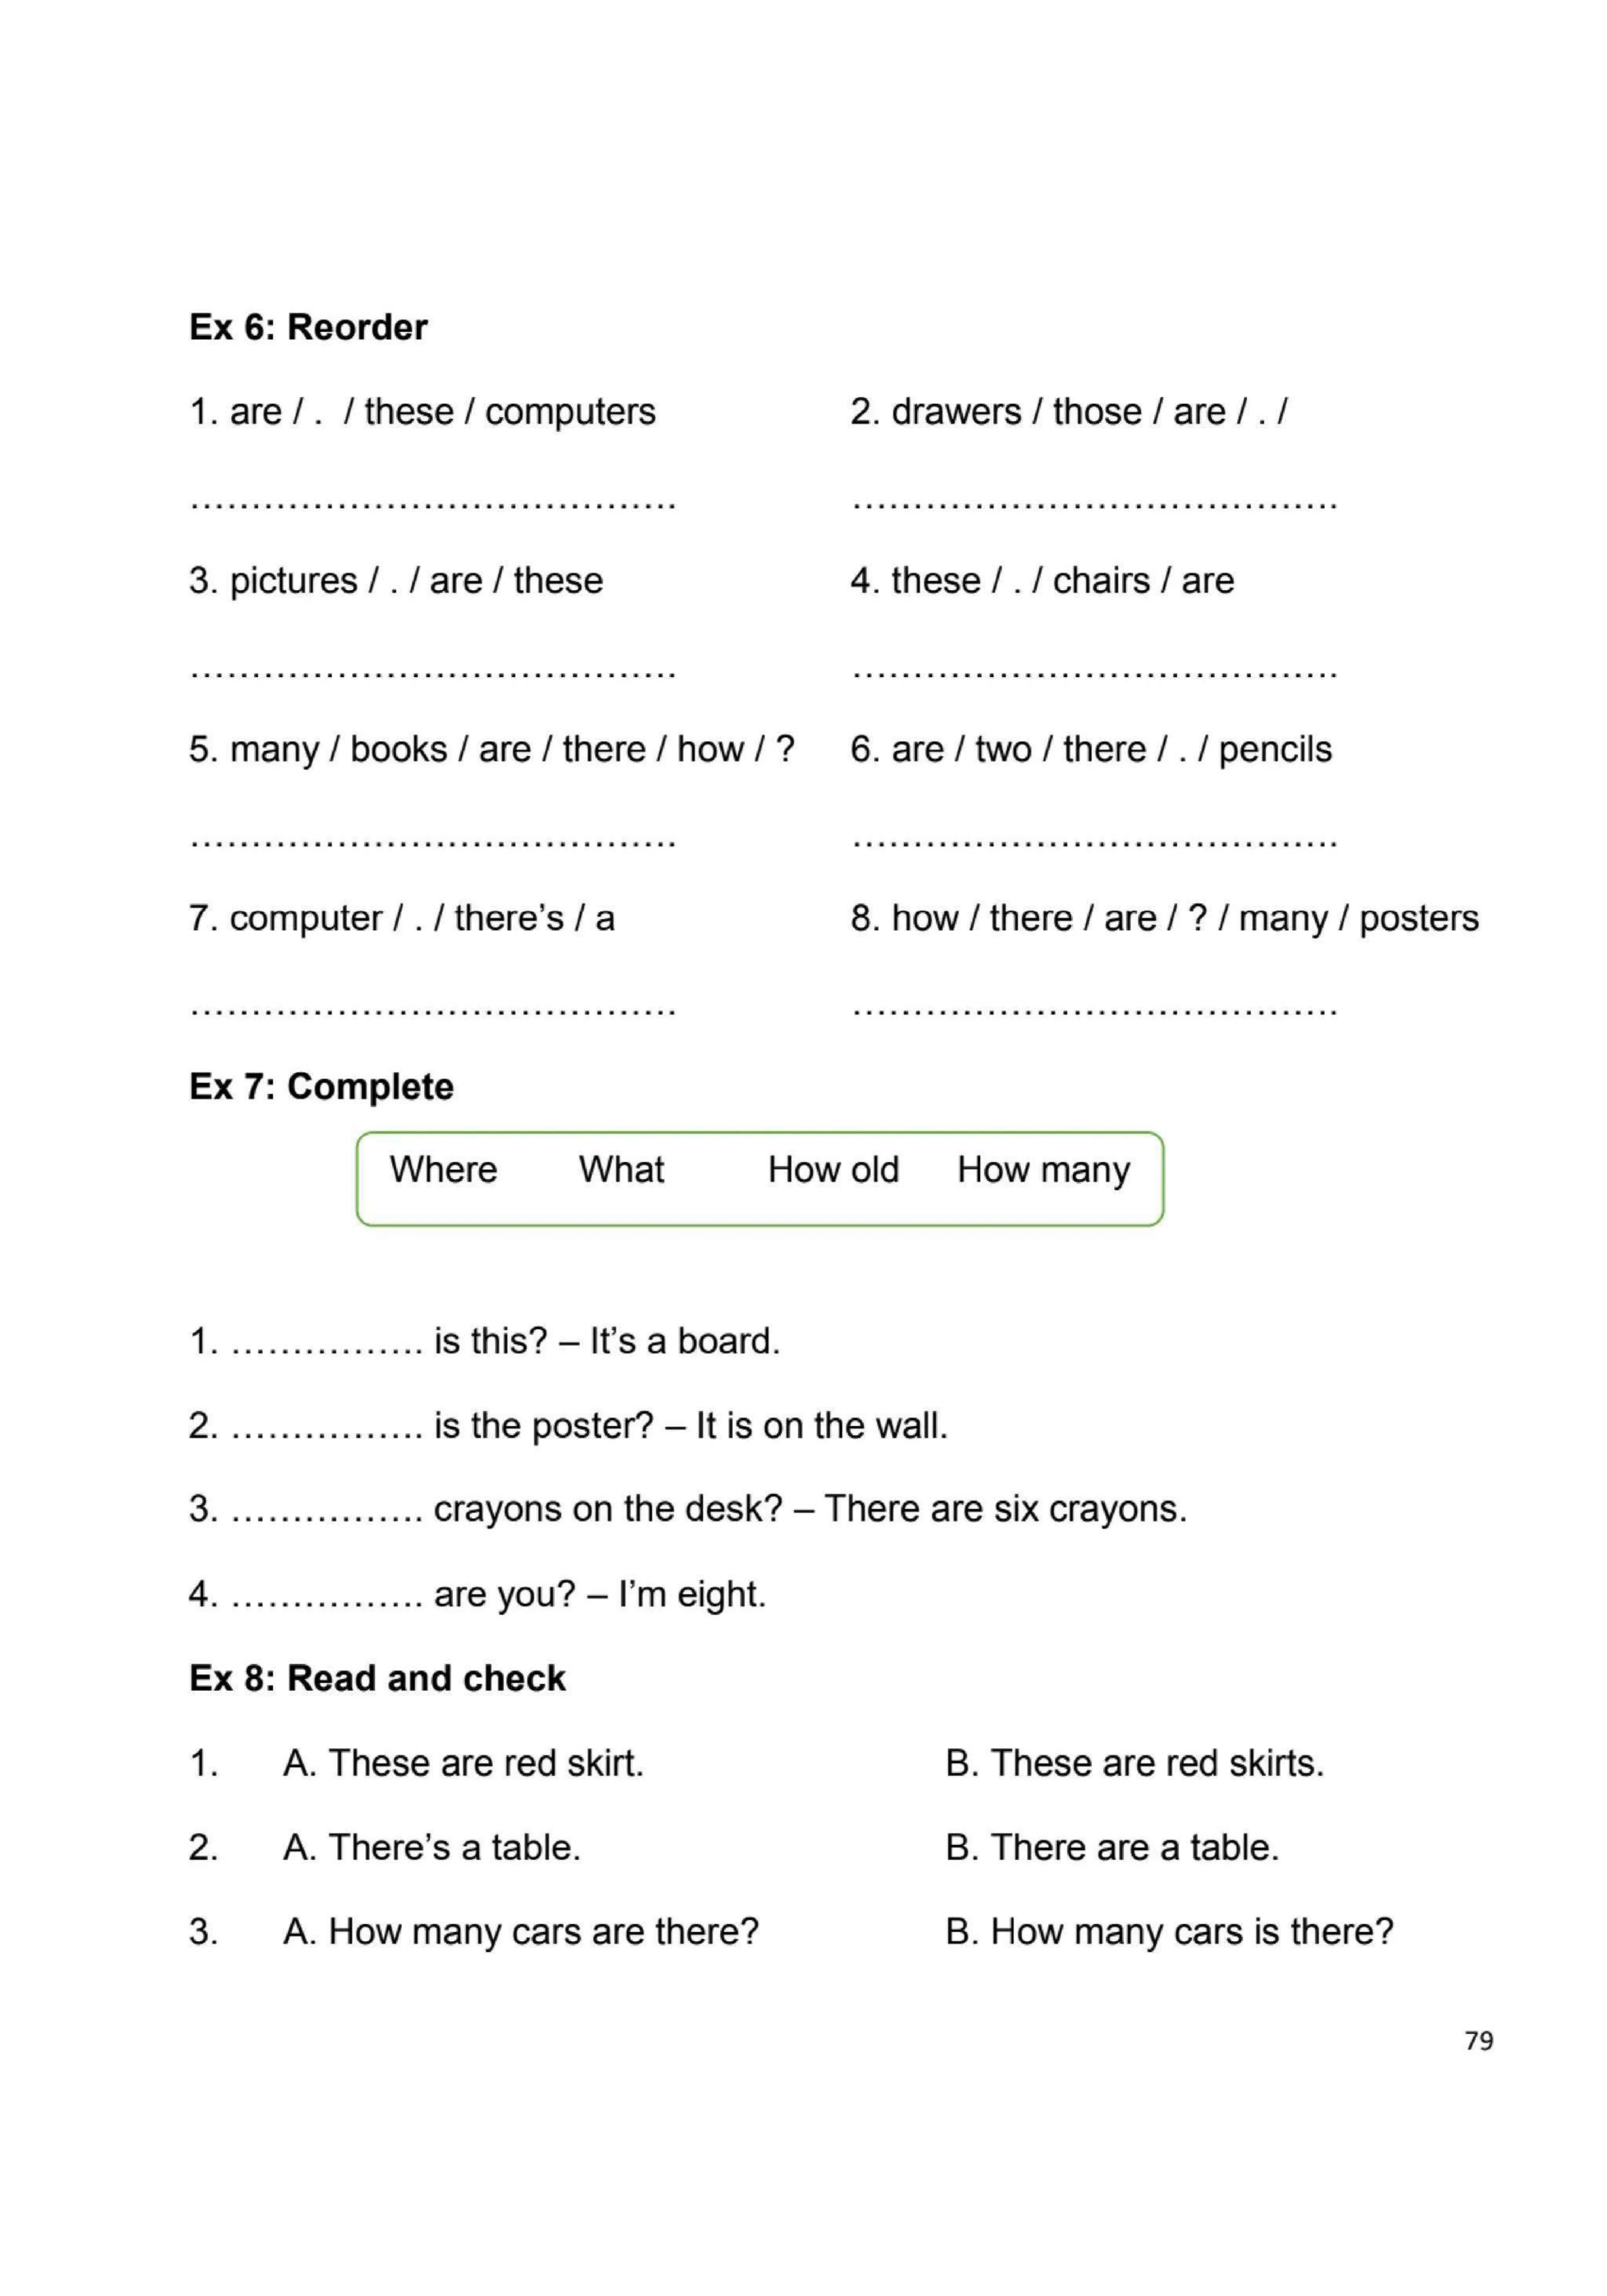 Ex 6: Reorder
1. are / .  / these / computers 2. drawers / those / are / . /
…………………………………. ………………………………….
3. pictures / . / are / these 4. these / . / chairs / are
…………………………………. ………………………………….
5. many / books / are / there / how / ? 6. are / two / there / . / pencils
…………………………………. ………………………………….
7. computer / . / there’s / a 8. how / there / are / ? / many / posters
…………………………………. ………………………………….
Ex 7: Complete
Where What How old How many
1. ……………. is this? – It’s a board.
2. ……………. is the poster? – It is on the wall.
3. ……………. crayons on the desk? – There are six crayons.
4. ……………. are you? – I’m eight.
Ex 8: Read and check
1. A. These are red skirt. B. These are red skirts.
2. A. There’s a table. B. There are a table.
3. A. How many cars are there? B. How many cars is there?
79